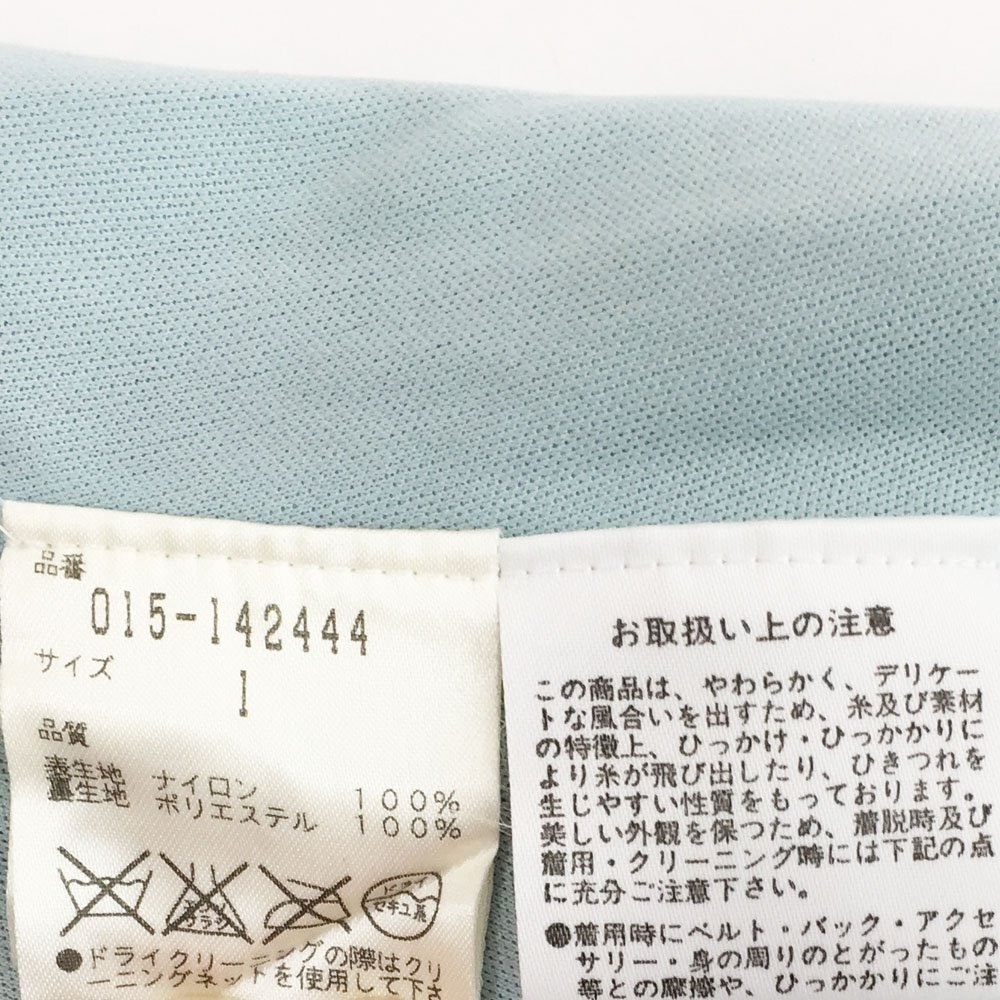 品番
015-142444
サイズ
1
品質
表生地 ナイロン 100%
裏生地 ポリエステル 100%
ドライ
セキユ系
●ドライクリーニングの際はクリ
ーニングネットを使用して下さ
お取扱い上の注意
この商品は、やわらかく、デリケー
トな風合いを出すため、糸及び素材
の特徴上、ひっかけ・ひっかかりに
より糸が飛び出したり、ひきつれを
生じやすい性質をもっております。
美しい外観を保つため、着脱時及び
着用・クリーニング時には下記の点
に充分ご注意下さい。
●着用時にベルト・バック・アクセ
サリー・身の周りのとがったもの
等との摩擦や、ひっかかりにご注